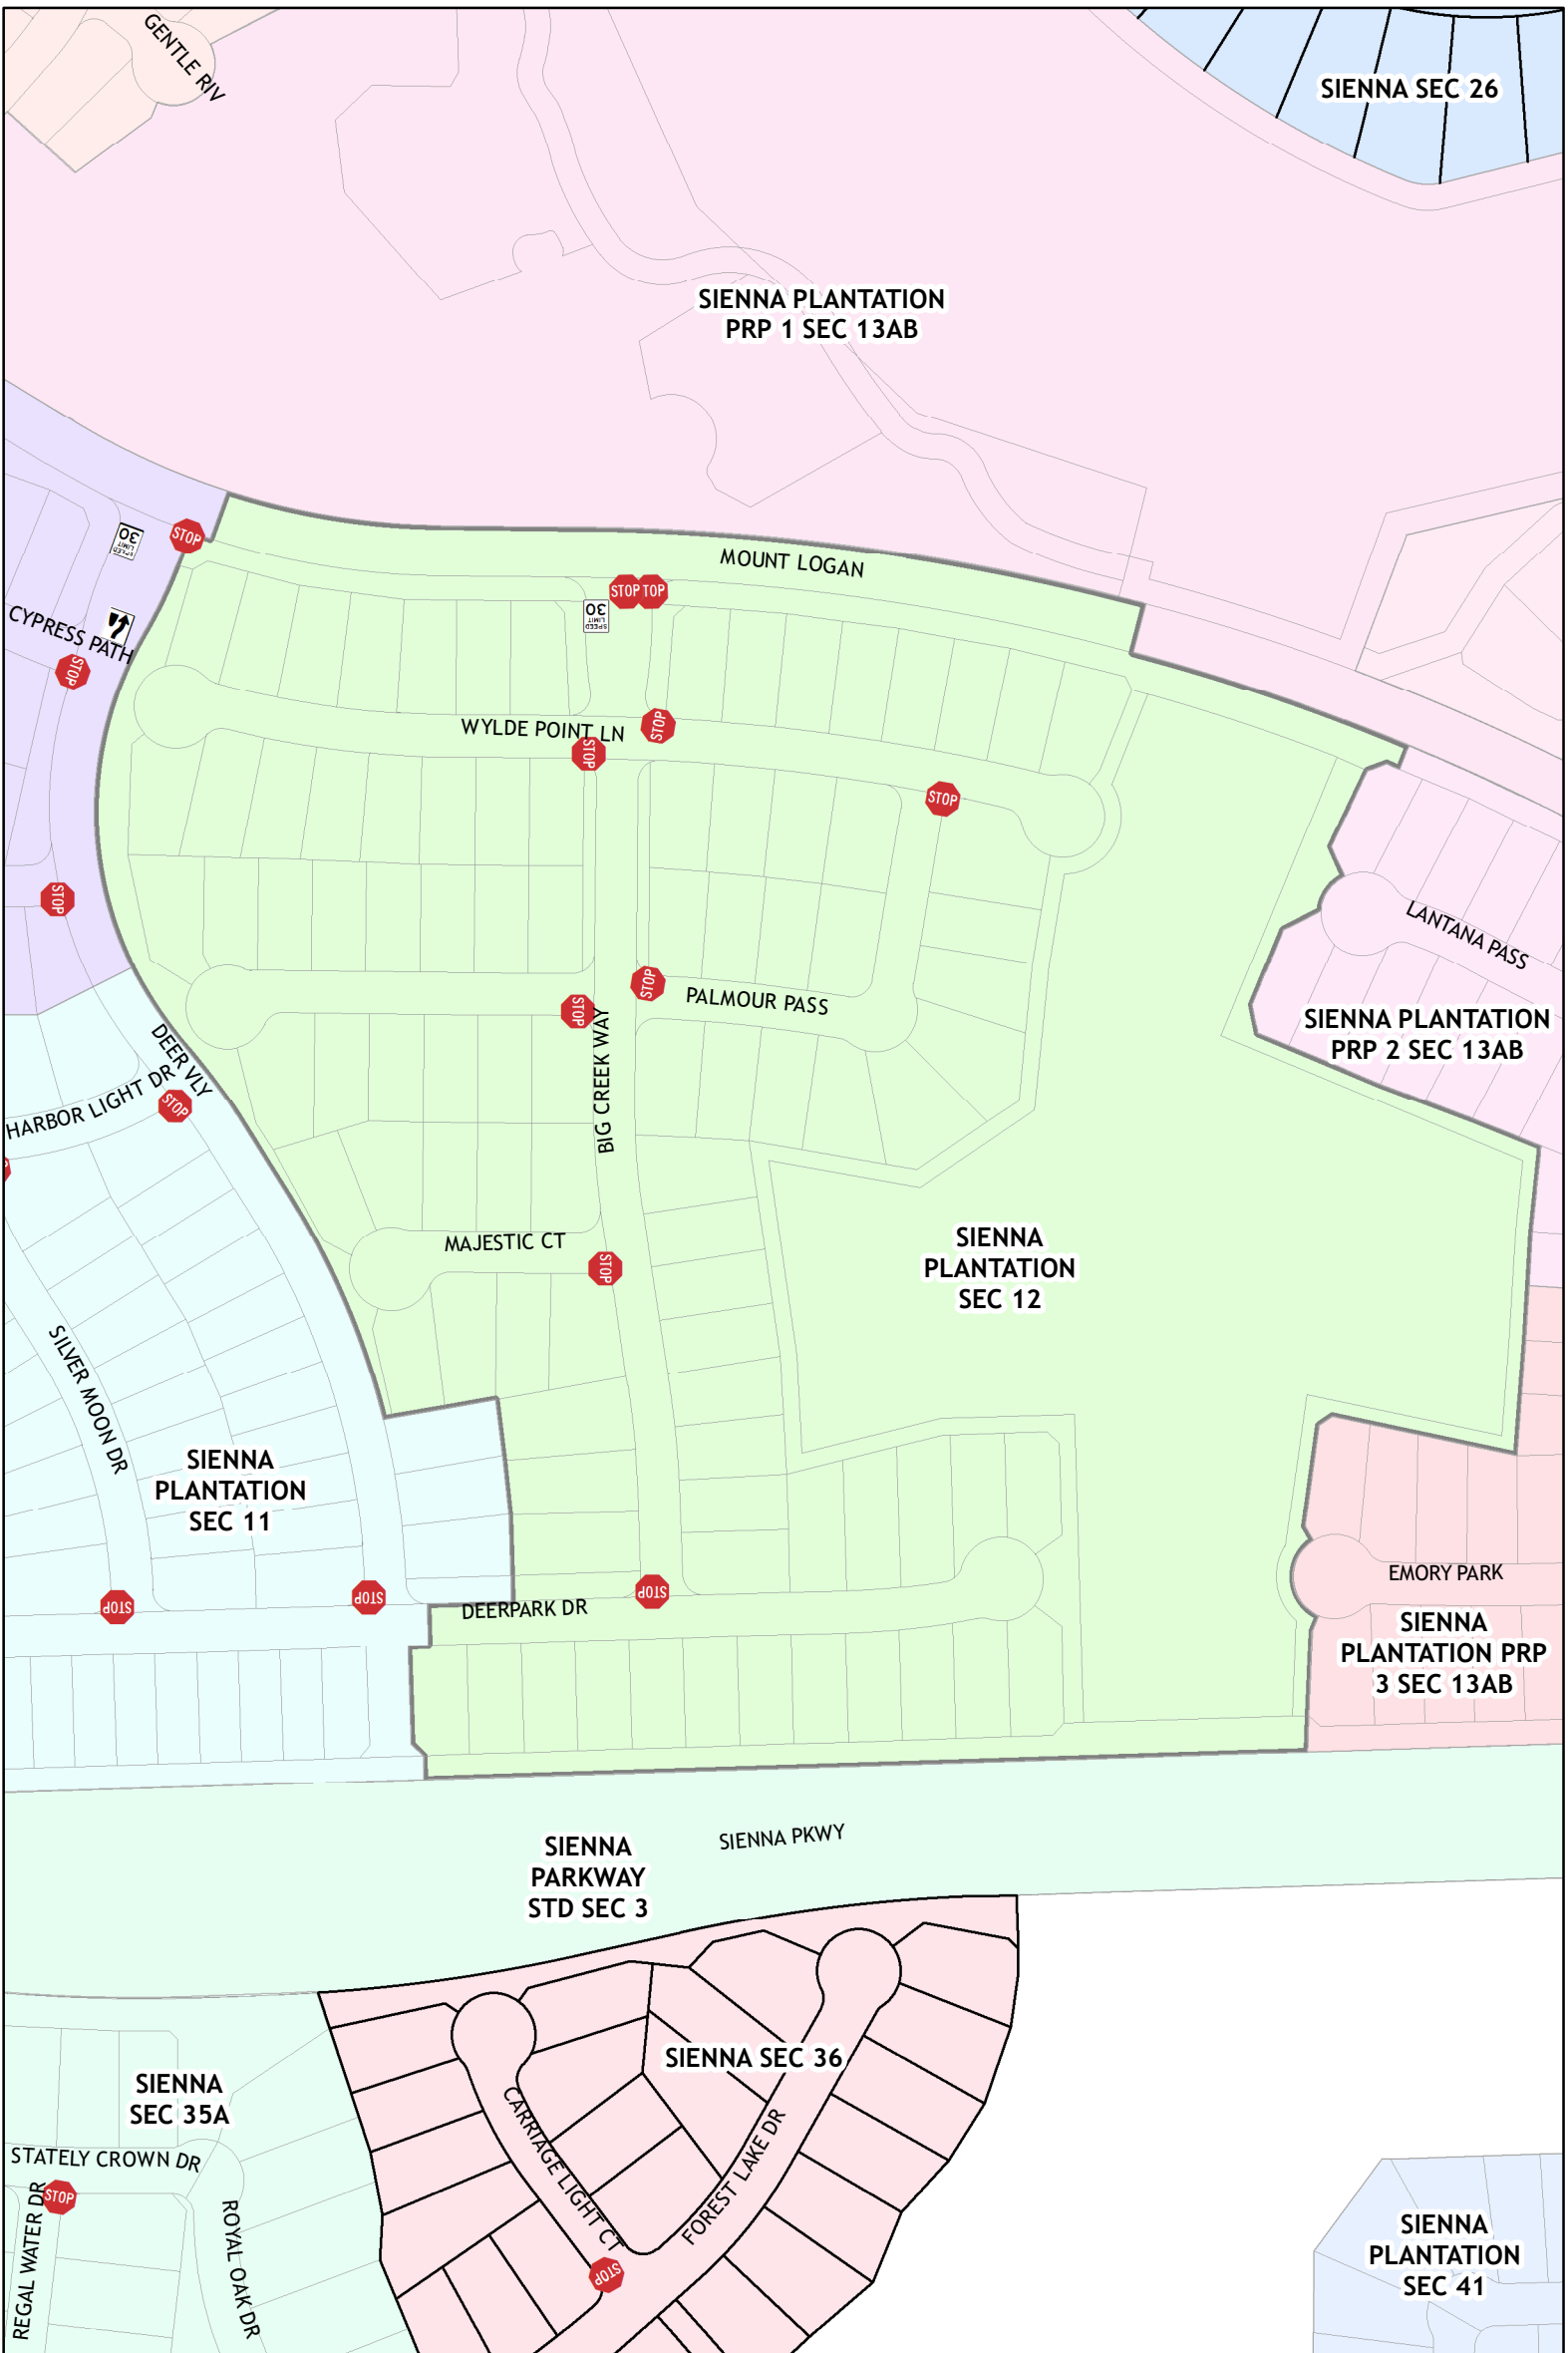 GENTLE RIV
SIENNA SEC 26
SIENNA PLANTATION
PRP 1 SEC 13AB
MOUNT LOGAN
STOP
SPEED
LIMIT
30
STOP
TOP
SPEED
LIMIT
30
CYPRESS PATH
STOP
WYLDE POINT LN
STOP
STOP
STOP
STOP
LANTANA PASS
STOP
PALMOUR PASS
STOP
BIG CREEK WAY
SIENNA PLANTATION
PRP 2 SEC 13AB
DEER VLY
HARBOR LIGHT DR
STOP
MAJESTIC CT
STOP
SIENNA
PLANTATION
SEC 12
SILVER MOON DR
SIENNA
PLANTATION
SEC 11
STOP
STOP
STOP
DEERPARK DR
EMORY PARK
SIENNA
PLANTATION PRP
3 SEC 13AB
SIENNA PKWY
SIENNA
PARKWAY
STD SEC 3
SIENNA SEC 36
SIENNA
SEC 35A
CARRIAGE LIGHT CT
FOREST LAKE DR
STATELY CROWN DR
STOP
REGAL WATER DR
ROYAL OAK DR
STOP
SIENNA
PLANTATION
SEC 41